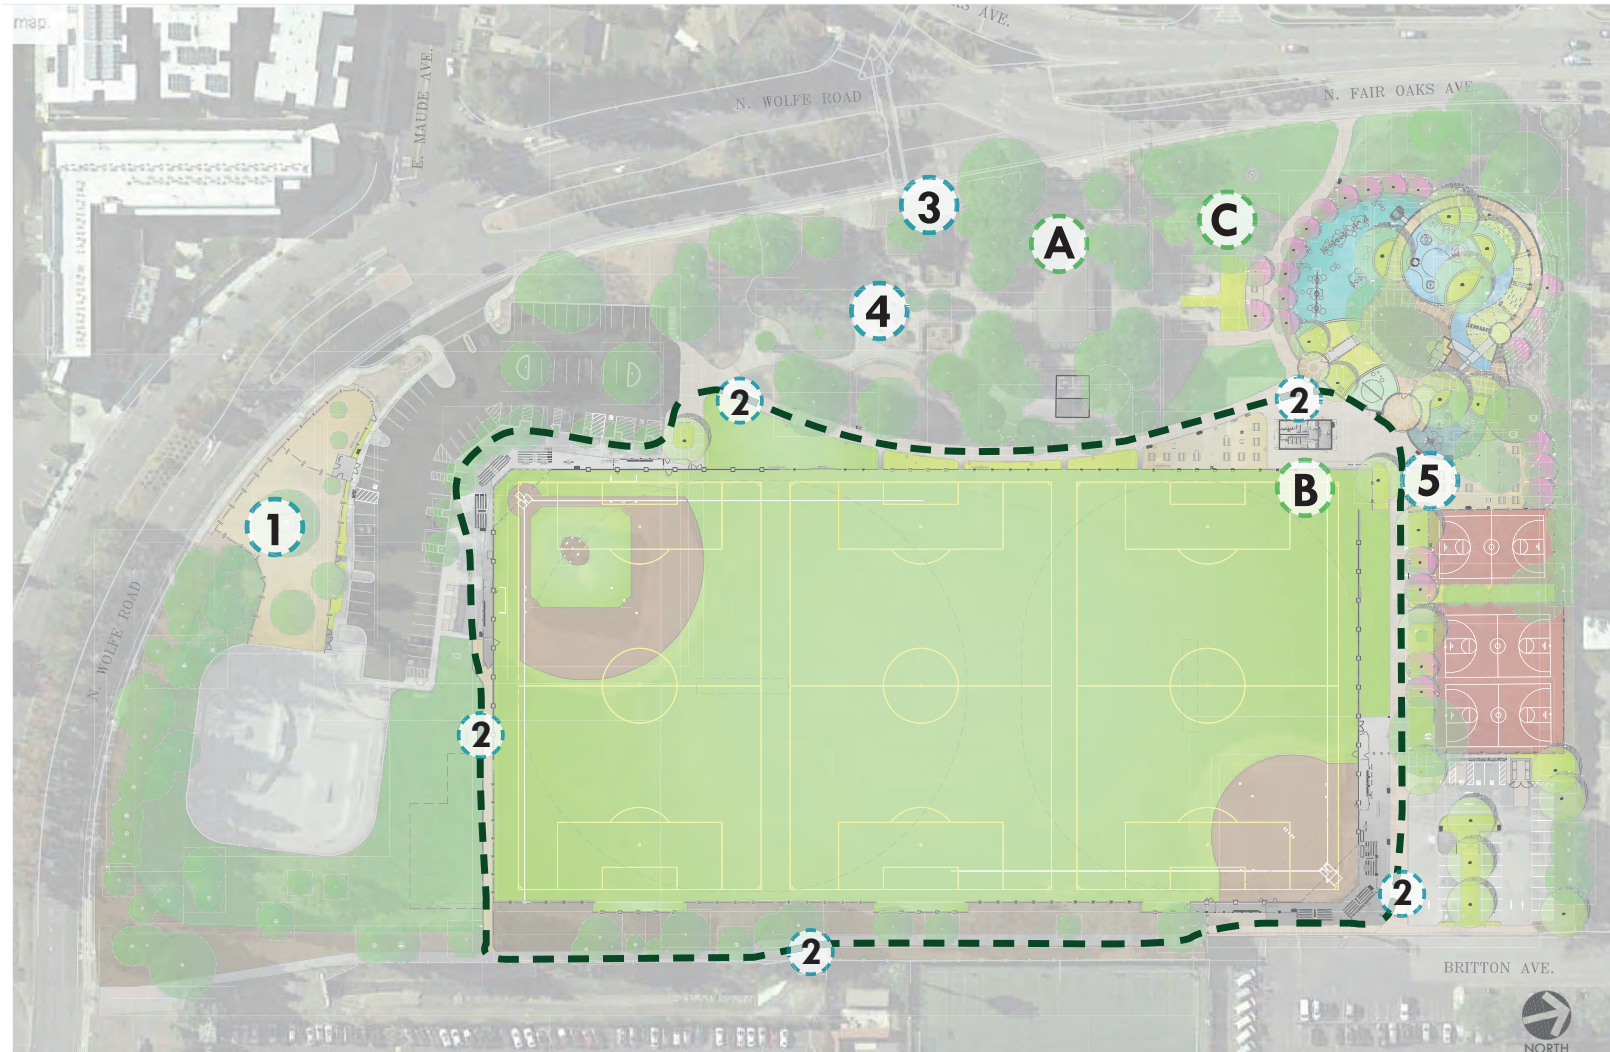 map.
KS AVE.
E. MAUDE AVE.
N. WOLFE ROAD
N. FAIR OAKS AVE.
3
A
C
4
2
2
5
B
1
N. WOLFE ROAD
2
2
2
BRITTON AVE.
NORTH